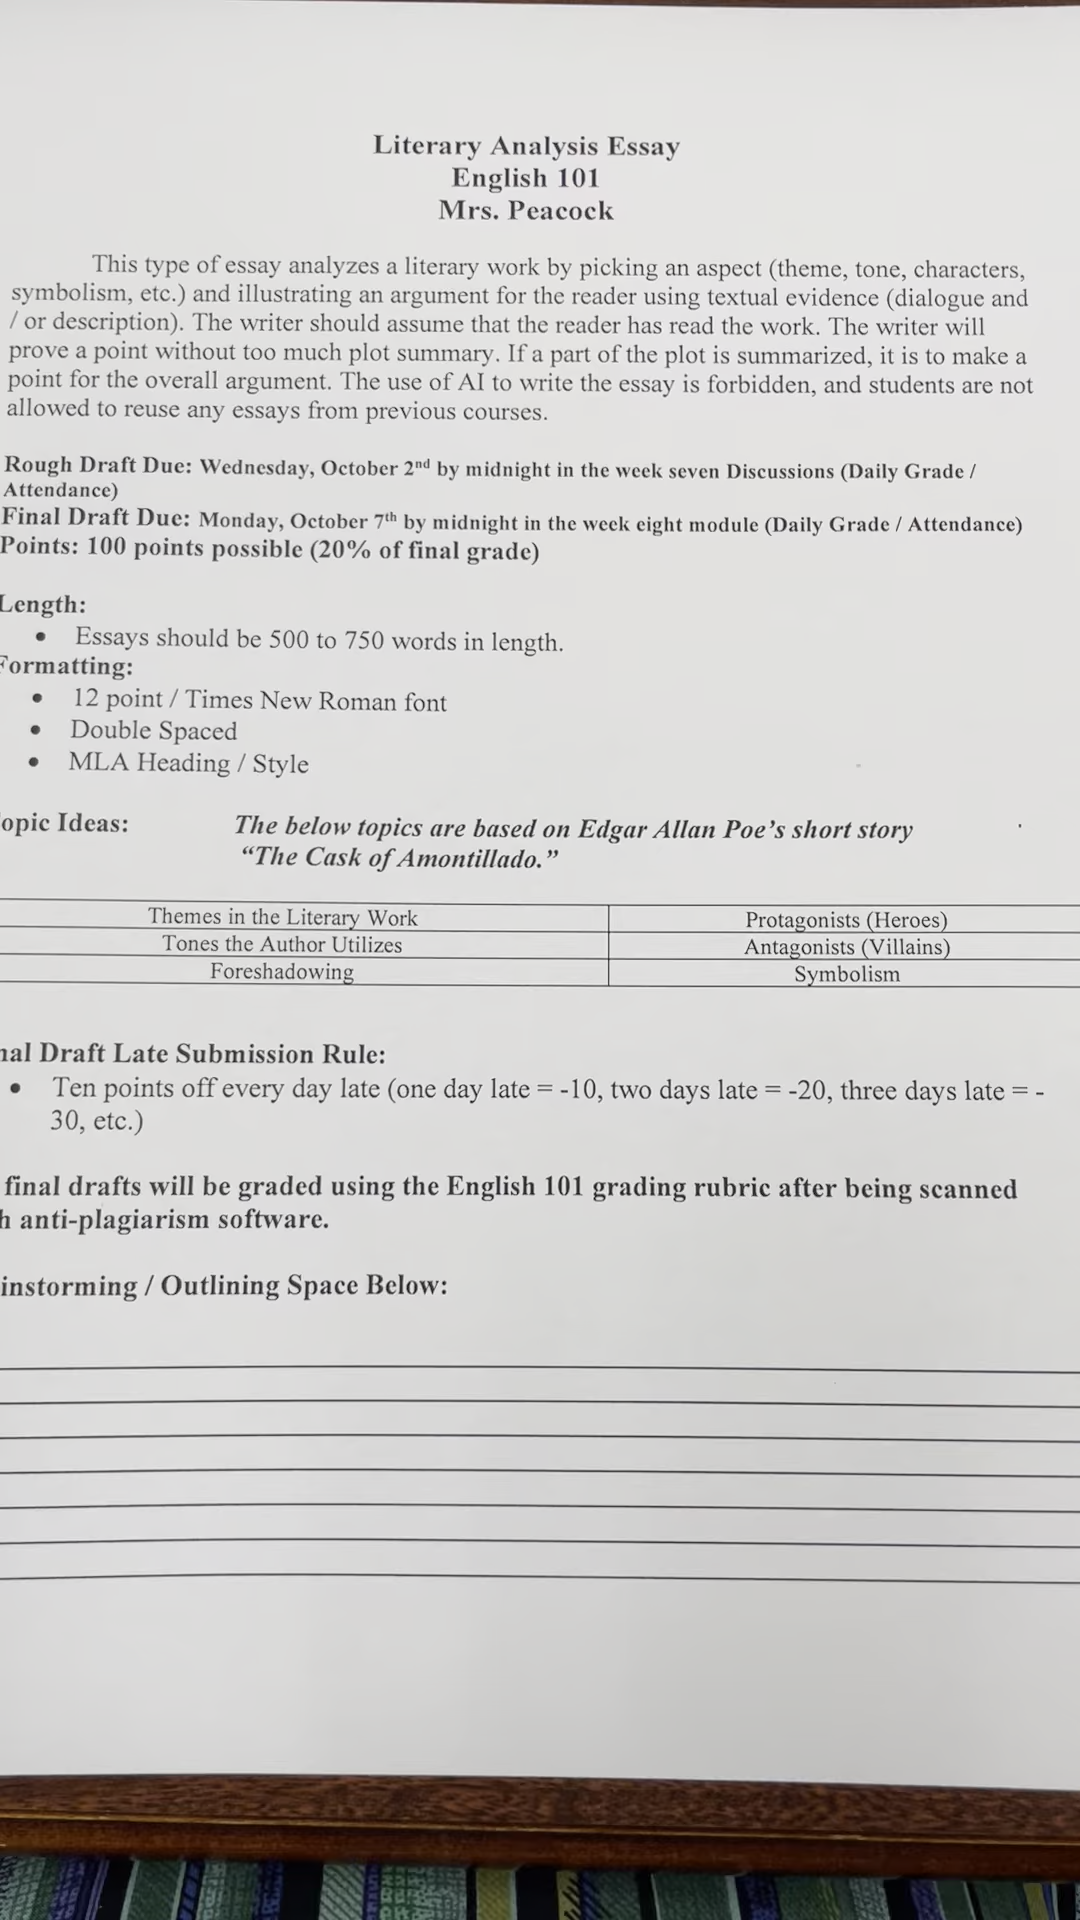 Literary Analysis Essay
English 101
Mrs. Peacock
This type of essay analyzes a literary work by picking an aspect (theme, tone, characters,
symbolism, etc.) and illustrating an argument for the reader using textual evidence (dialogue and
/ or description). The writer should assume that the reader has read the work. The writer will
prove a point without too much plot summary. If a part of the plot is summarized, it is to make a
point for the overall argument. The use of AI to write the essay is forbidden, and students are not
allowed to reuse any essays from previous courses.
Rough Draft Due: Wednesday, October 2nd by midnight in the week seven Discussions (Daily Grade /
Attendance)
Final Draft Due: Monday, October 7th by midnight in the week eight module (Daily Grade / Attendance)
Points: 100 points possible (20% of final grade)
Length:
• Essays should be 500 to 750 words in length.
Formatting:
• 12 point / Times New Roman font
• Double Spaced
• MLA Heading / Style
opic Ideas: The below topics are based on Edgar Allan Poe's short story
"The Cask of Amontillado."
Themes in the Literary Work Protagonists (Heroes)
Tones the Author Utilizes Antagonists (Villains)
Foreshadowing Symbolism
nal Draft Late Submission Rule:
• Ten points off every day late (one day late = -10, two days late = -20, three days late = -
30, etc.)
final drafts will be graded using the English 101 grading rubric after being scanned
h anti-plagiarism software.
instorming / Outlining Space Below: